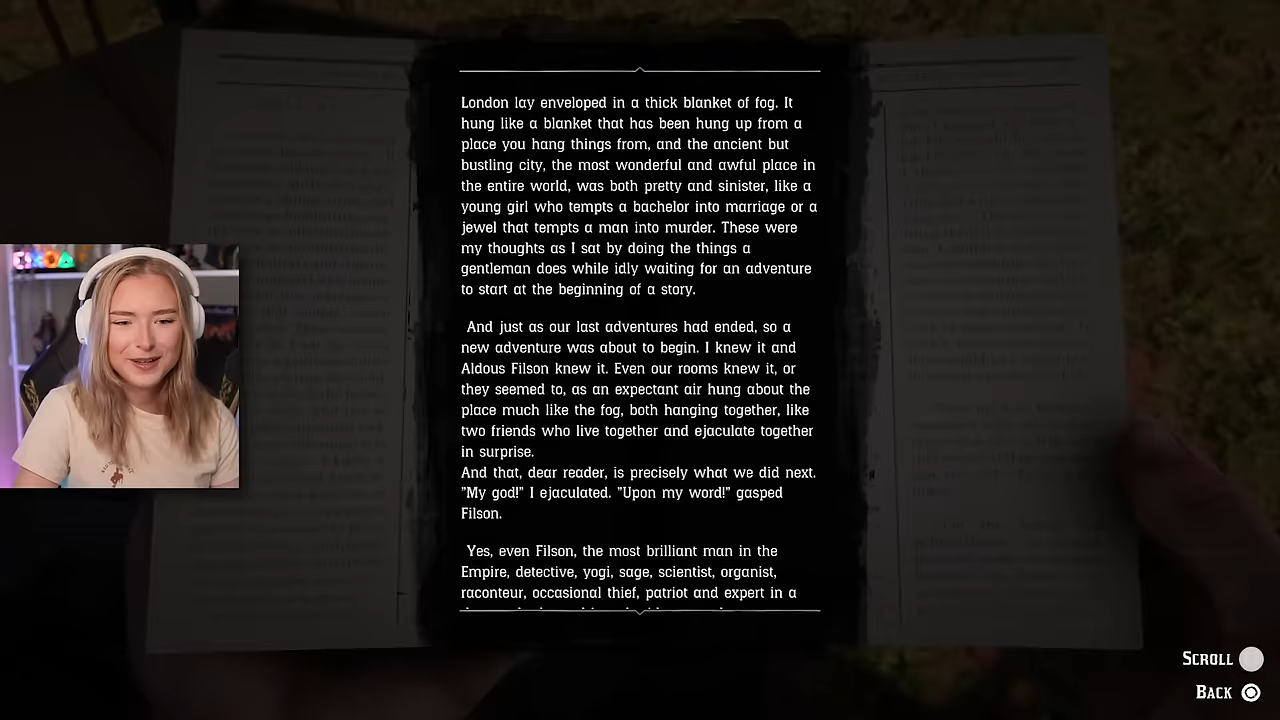 London lay enveloped in a thick blanket of fog. It
hung like a blanket that has been hung up from a
place you hang things from, and the ancient but
bustling city, the most wonderful and awful place in
the entire world, was both pretty and sinister, like a
young girl who tempts a bachelor into marriage or a
jewel that tempts a man into murder. These were
my thoughts as I sat by doing the things a
gentleman does while idly waiting for an adventure
to start at the beginning of a story.
And just as our last adventures had ended, so a
new adventure was about to begin. I knew it and
Aldous Filson knew it. Even our rooms knew it, or
they seemed to, as an expectant air hung about the
place much like the fog, both hanging together, like
two friends who live together and ejaculate together
in surprise.
And that, dear reader, is precisely what we did next.
"My god!" I ejaculated. "Upon my word!" gasped
Filson.
Yes, even Filson, the most brilliant man in the
Empire, detective, yogi, sage, scientist, organist,
raconteur, occasional thief, patriot and expert in a
SCROLL
BACK